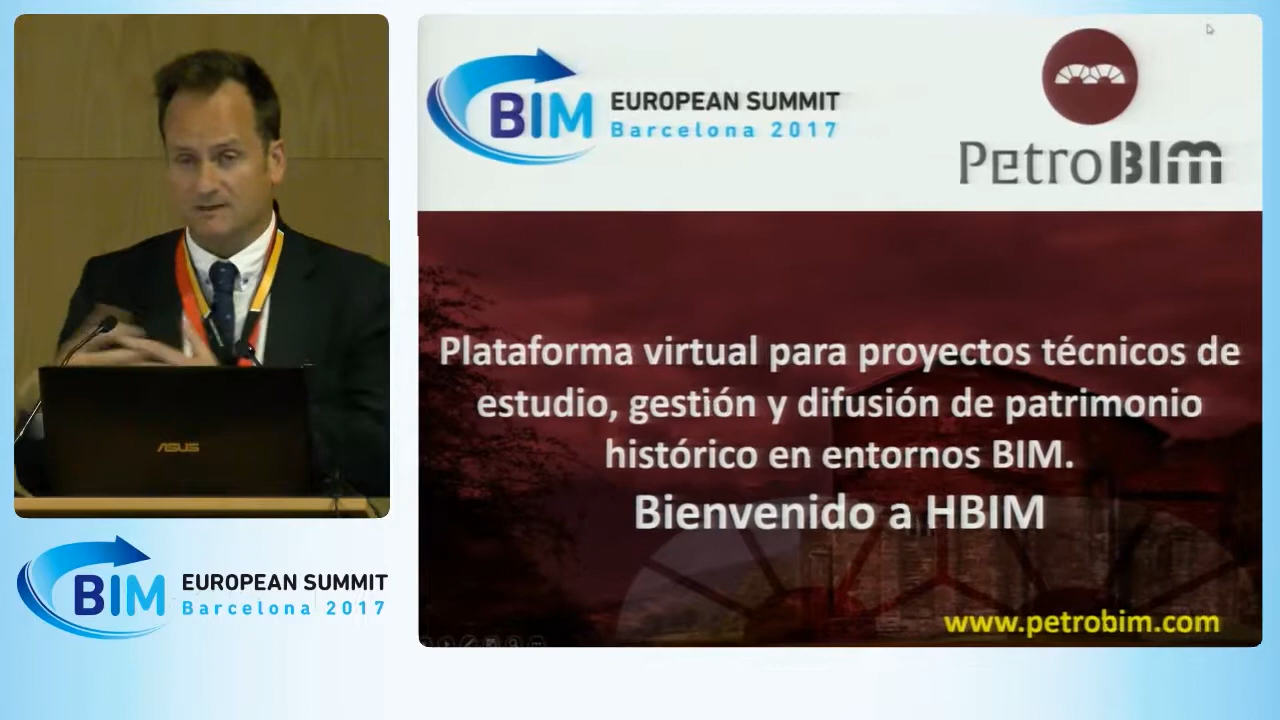 ASUS
BIM EUROPEAN SUMMIT
Barcelona 2017
BIM EUROPEAN SUMMIT
Barcelona 2017
PetroBIM
Plataforma virtual para proyectos técnicos de
estudio, gestión y difusión de patrimonio
histórico en entornos BIM.
Bienvenido a HBIM
www.petrobim.com